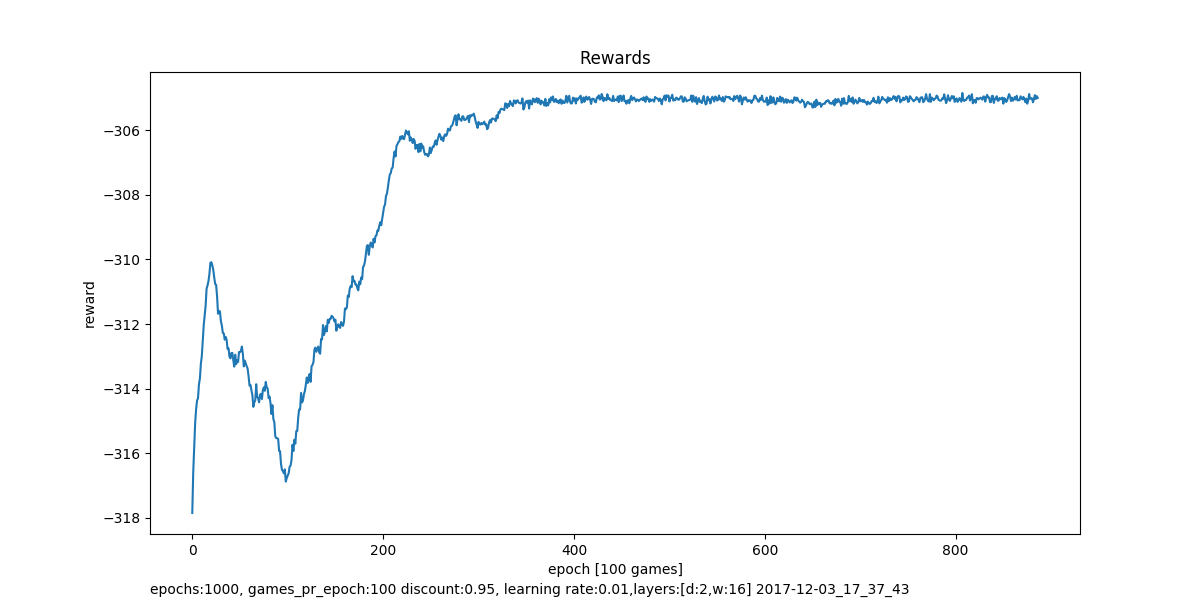 Rewards
reward
−306
−308
−310
−312
−314
−316
−318
0 200 400 600 800
epoch [100 games]
epochs:1000, games_pr_epoch:100 discount:0.95, learning rate:0.01,layers:[d:2,w:16] 2017-12-03_17_37_43